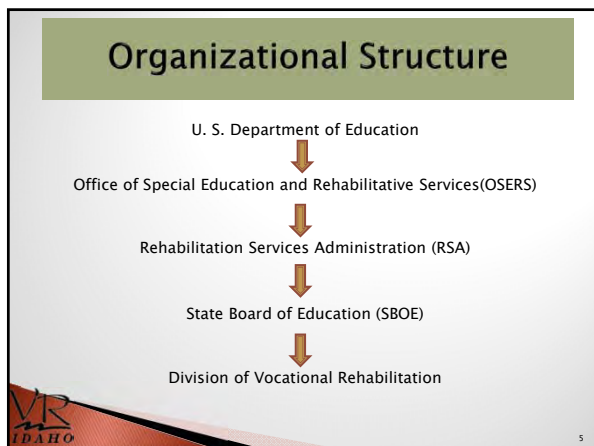 Organizational Structure
U. S. Department of Education
Office of Special Education and Rehabilitative Services(OSERS)
Rehabilitation Services Administration (RSA)
State Board of Education (SBOE)
Division of Vocational Rehabilitation
VR
IDAHO
5